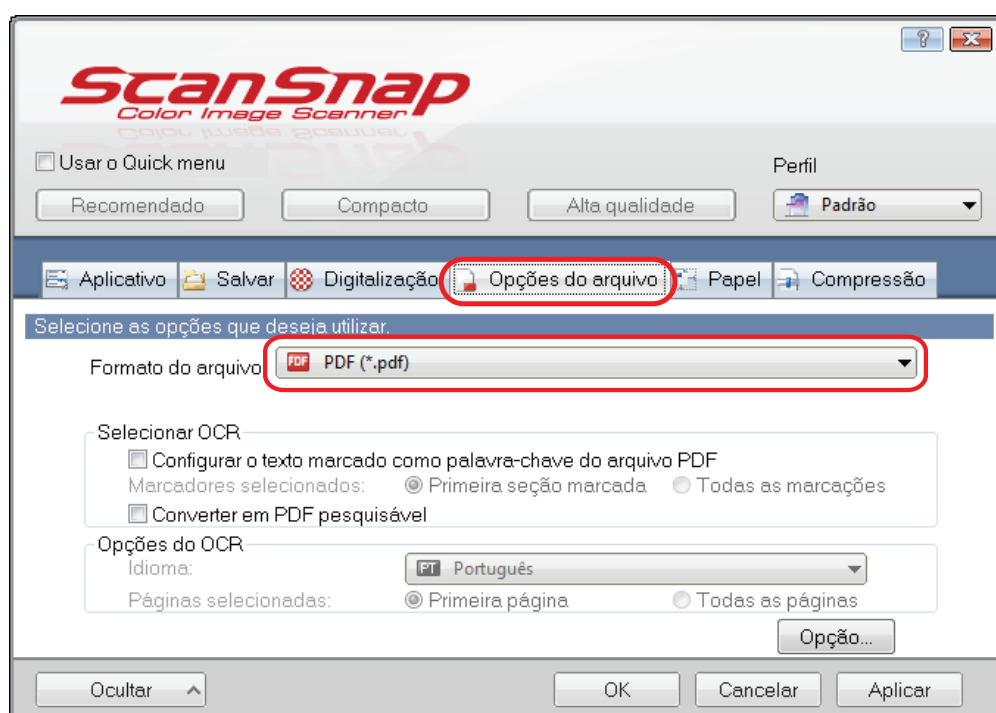 ScanSnap
Color Image Scanner
Usar o Quick menu
Perfil
Recomendado Compacto Alta qualidade Padrão
Aplicativo Salvar Digitalização Opções do arquivo Papel Compressão
Selecione as opções que deseja utilizar.
Formato do arquivo PDF PDF (*.pdf)
Selecionar OCR
Configurar o texto marcado como palavra-chave do arquivo PDF
Marcadores selecionados: Primeira seção marcada Todas as marcações
Converter em PDF pesquisável
Opções do OCR
Idioma: PT Português
Páginas selecionadas: Primeira página Todas as páginas
Opção...
Ocultar OK Cancelar Aplicar